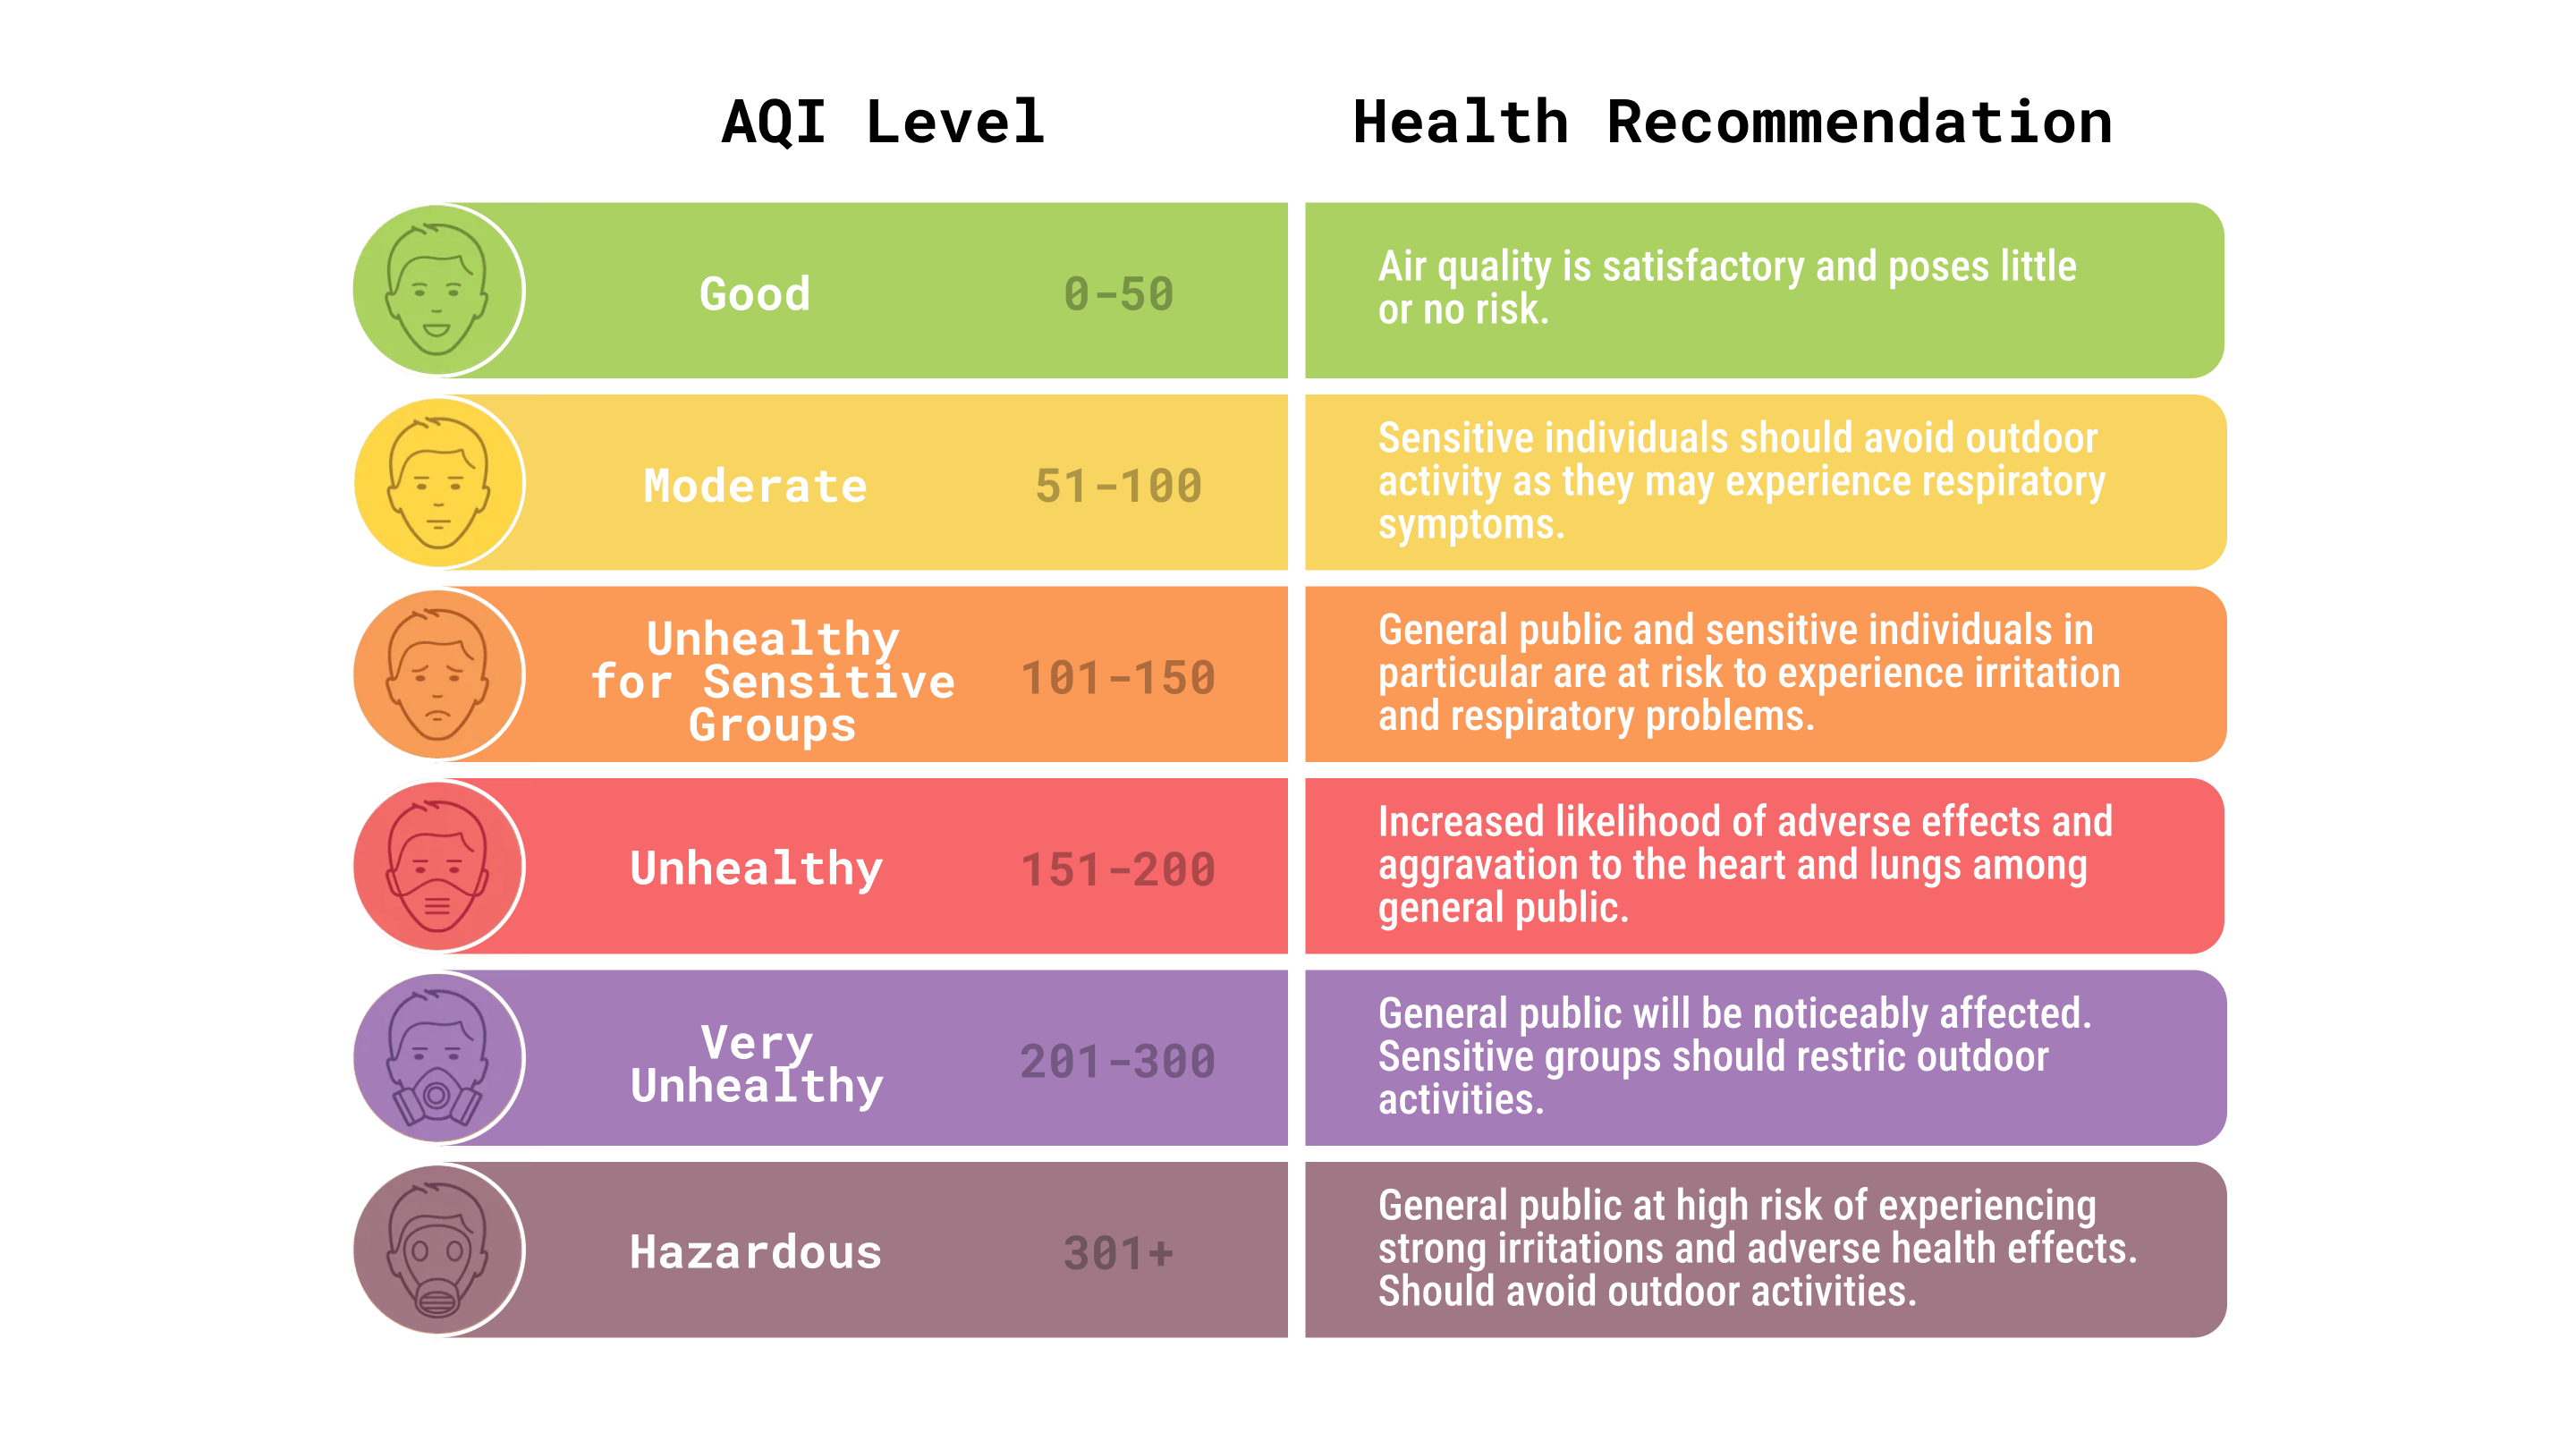 AQI Level
Health Recommendation
Good
0-50
Air quality is satisfactory and poses little
or no risk.
Moderate
51-100
Sensitive individuals should avoid outdoor
activity as they may experience respiratory
symptoms.
Unhealthy
for Sensitive
Groups
101-150
General public and sensitive individuals in
particular are at risk to experience irritation
and respiratory problems.
Unhealthy
151-200
Increased likelihood of adverse effects and
aggravation to the heart and lungs among
general public.
Very
Unhealthy
201-300
General public will be noticeably affected.
Sensitive groups should restric outdoor
activities.
Hazardous
301+
General public at high risk of experiencing
strong irritations and adverse health effects.
Should avoid outdoor activities.